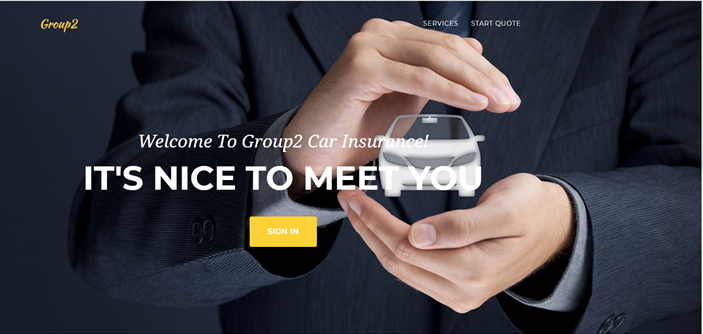 Group2
SERVICES START QUOTE
Welcome To Group2 Car Insurance!
IT'S NICE TO MEET YOU
SIGN IN